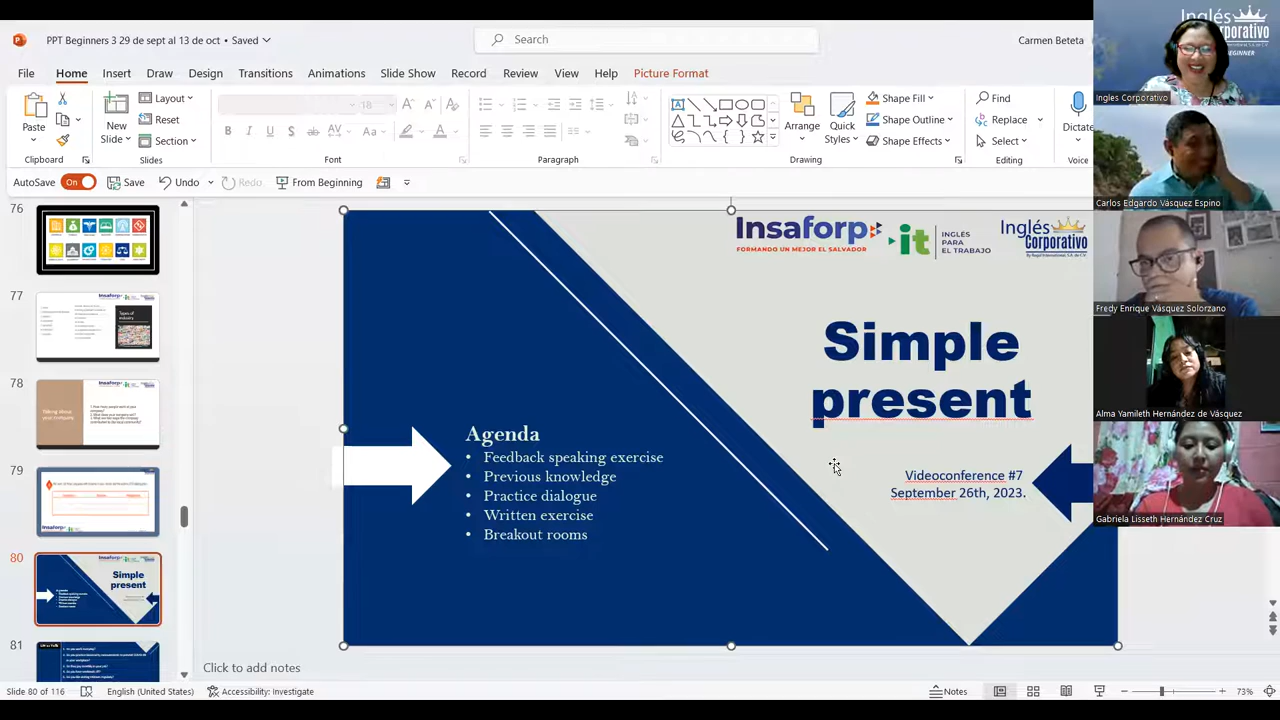 PPT Beginners 3 29 de sept al 13 de oct • Saved
Search
Carmen Beteta
File Home Insert Draw Design Transitions Animations Slide Show Record Review View Help Picture Format
Paste
Clipboard
New Slide
Layout
Reset
Section
Slides
18
Font
Paragraph
Arrange
Quick Styles
Shape Fill
Shape Outline
Shape Effects
Drawing
Find
Replace
Select
Editing
Dictate
Voice
AutoSave On Save Undo Redo From Beginning
76
77
78
79
80
81
Insaforp
FORMANDO UN MEJOR EL SALVADOR
it
INGLÉS
PARA
EL TRABAJO
Inglés
Corporativo
Simple
present
Agenda
• Feedback speaking exercise
• Previous knowledge
• Practice dialogue
• Written exercise
• Breakout rooms
Videoconference #7
September 26th, 2023.
Click to add notes
Slide 80 of 116 English (United States) Accessibility: Investigate Notes 73%
Ingles Corporativo
Carlos Edgardo Vásquez Espino
Fredy Enrique Vásquez Solorzano
Alma Yamileth Hernández de Vásquez
Gabriela Lisseth Hernández Cruz